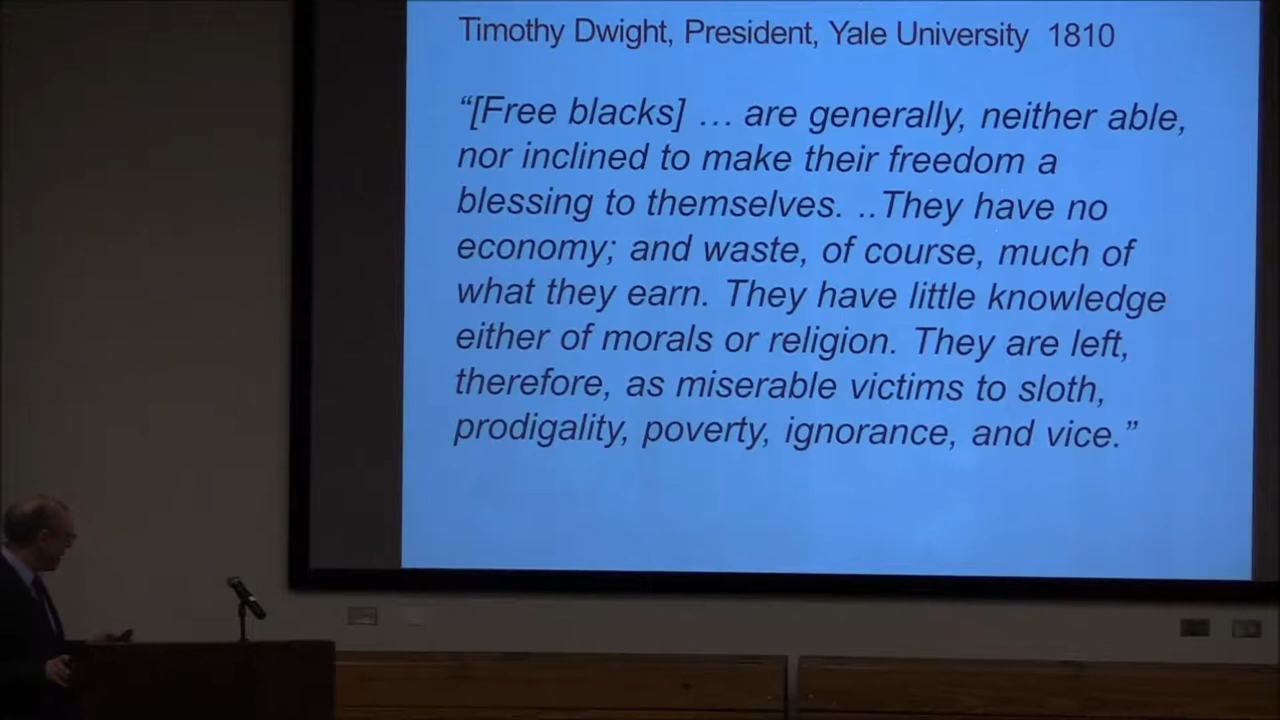 Timothy Dwight, President, Yale University 1810
“[Free blacks] … are generally, neither able,
nor inclined to make their freedom a
blessing to themselves. ..They have no
economy; and waste, of course, much of
what they earn. They have little knowledge
either of morals or religion. They are left,
therefore, as miserable victims to sloth,
prodigality, poverty, ignorance, and vice.”